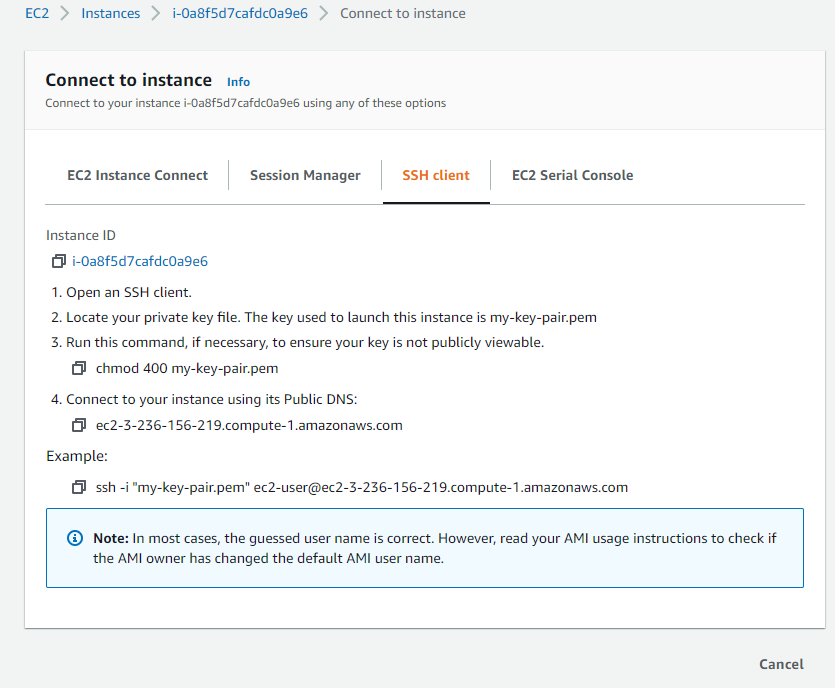 EC2 > Instances > i-0a8f5d7cafdc0a9e6 > Connect to instance
Connect to instance Info
Connect to your instance i-0a8f5d7cafdc0a9e6 using any of these options
EC2 Instance Connect Session Manager SSH client EC2 Serial Console
Instance ID
i-0a8f5d7cafdc0a9e6
1. Open an SSH client.
2. Locate your private key file. The key used to launch this instance is my-key-pair.pem
3. Run this command, if necessary, to ensure your key is not publicly viewable.
chmod 400 my-key-pair.pem
4. Connect to your instance using its Public DNS:
ec2-3-236-156-219.compute-1.amazonaws.com
Example:
ssh -i "my-key-pair.pem" ec2-user@ec2-3-236-156-219.compute-1.amazonaws.com
Note: In most cases, the guessed user name is correct. However, read your AMI usage instructions to check if
the AMI owner has changed the default AMI user name.
Cancel